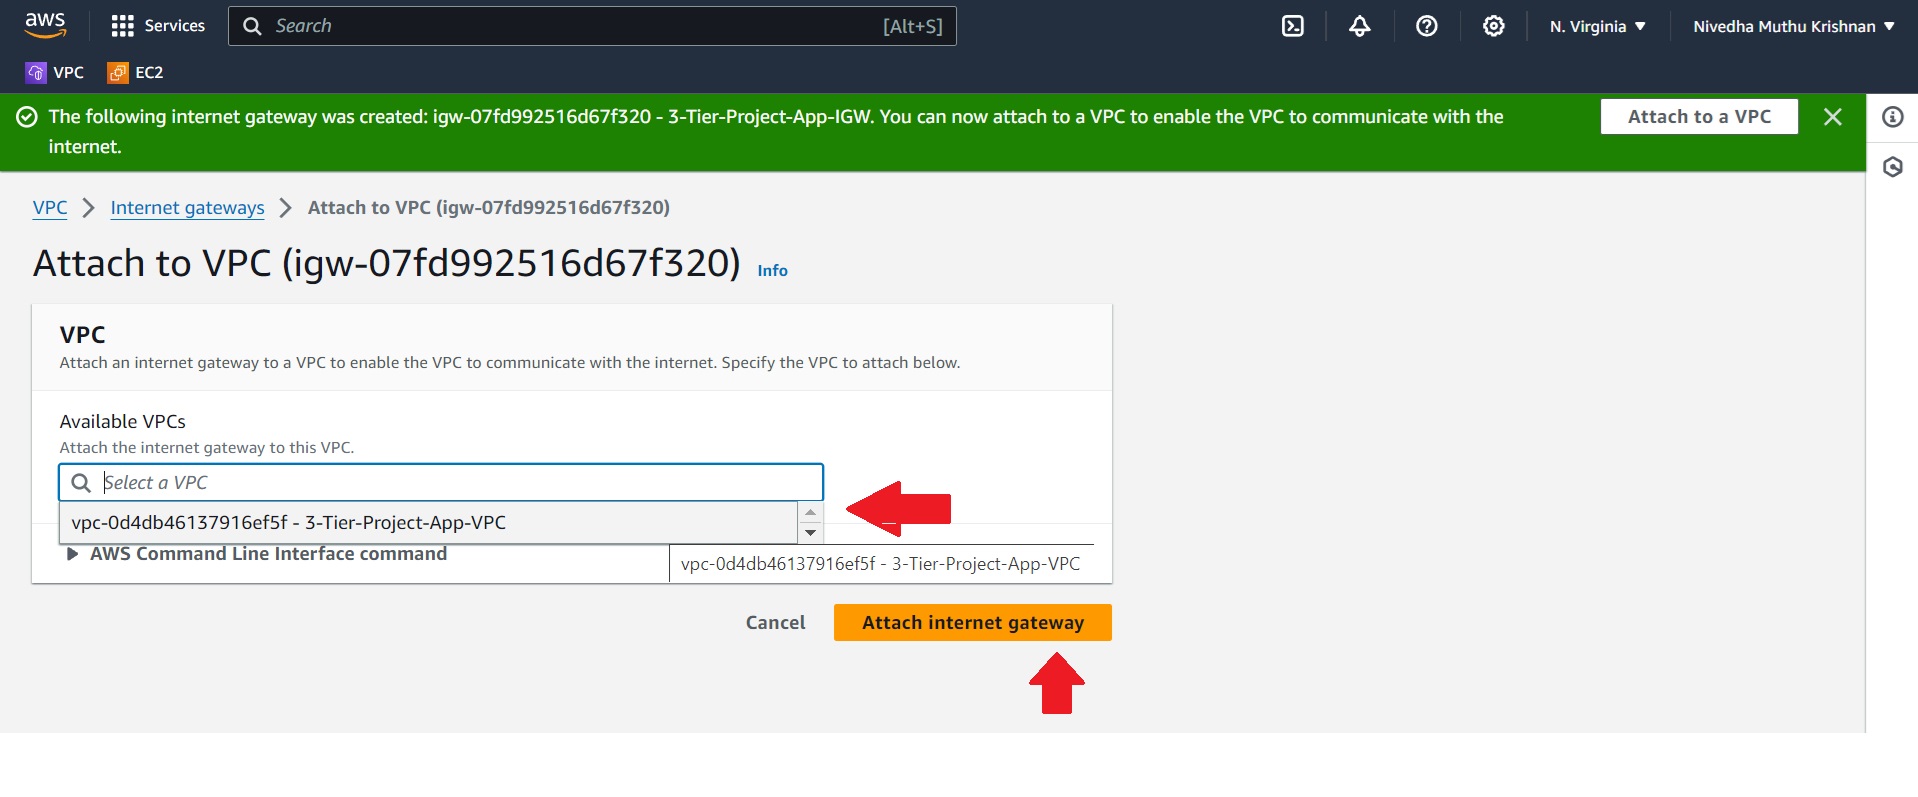 aws
Services
Search
[Alt+S]
N. Virginia
Nivedha Muthu Krishnan
VPC
EC2
The following internet gateway was created: igw-07fd992516d67f320 - 3-Tier-Project-App-IGW. You can now attach to a VPC to enable the VPC to communicate with the
internet.
Attach to a VPC
VPC
Internet gateways
Attach to VPC (igw-07fd992516d67f320)
Attach to VPC (igw-07fd992516d67f320)
Info
VPC
Attach an internet gateway to a VPC to enable the VPC to communicate with the internet. Specify the VPC to attach below.
Available VPCs
Attach the internet gateway to this VPC.
Select a VPC
vpc-0d4db46137916ef5f - 3-Tier-Project-App-VPC
AWS Command Line Interface command
vpc-0d4db46137916ef5f - 3-Tier-Project-App-VPC
Cancel
Attach internet gateway